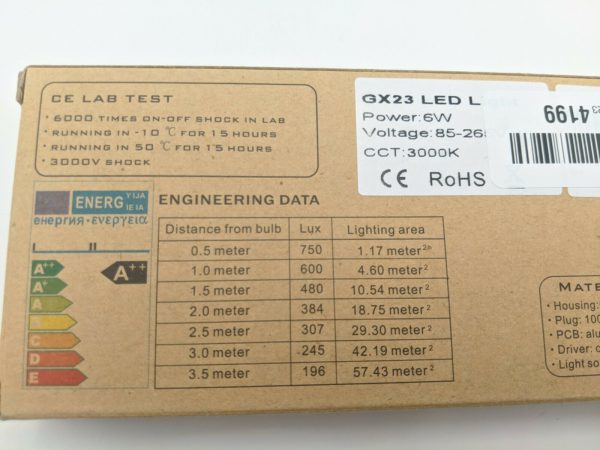 CE LAB TEST
· 6000 TIMES ON-OFF SHOCK IN LAB
· RUNNING IN -10 ℃ FOR 15 HOURS
· RUNNING IN 50 ℃ FOR 15 HOURS
· 3000V SHOCK
GX23 LED
Power:6W
Voltage:85-26
CCT:3000K
CE RoHS
4199
ENERG Y IJA
IE IA
енергия·ενεργεια
I II
A++
A+
A
B
C
D
E
A++
ENGINEERING DATA
Distance from bulb Lux Lighting area
0.5 meter 750 1.17 meter²
1.0 meter 600 4.60 meter²
1.5 meter 480 10.54 meter²
2.0 meter 384 18.75 meter²
2.5 meter 307 29.30 meter²
3.0 meter -245 42.19 meter²
3.5 meter 196 57.43 meter²
MATE
· Housing:
· Plug: 100
· PCB: alu
· Driver: c
· Light so